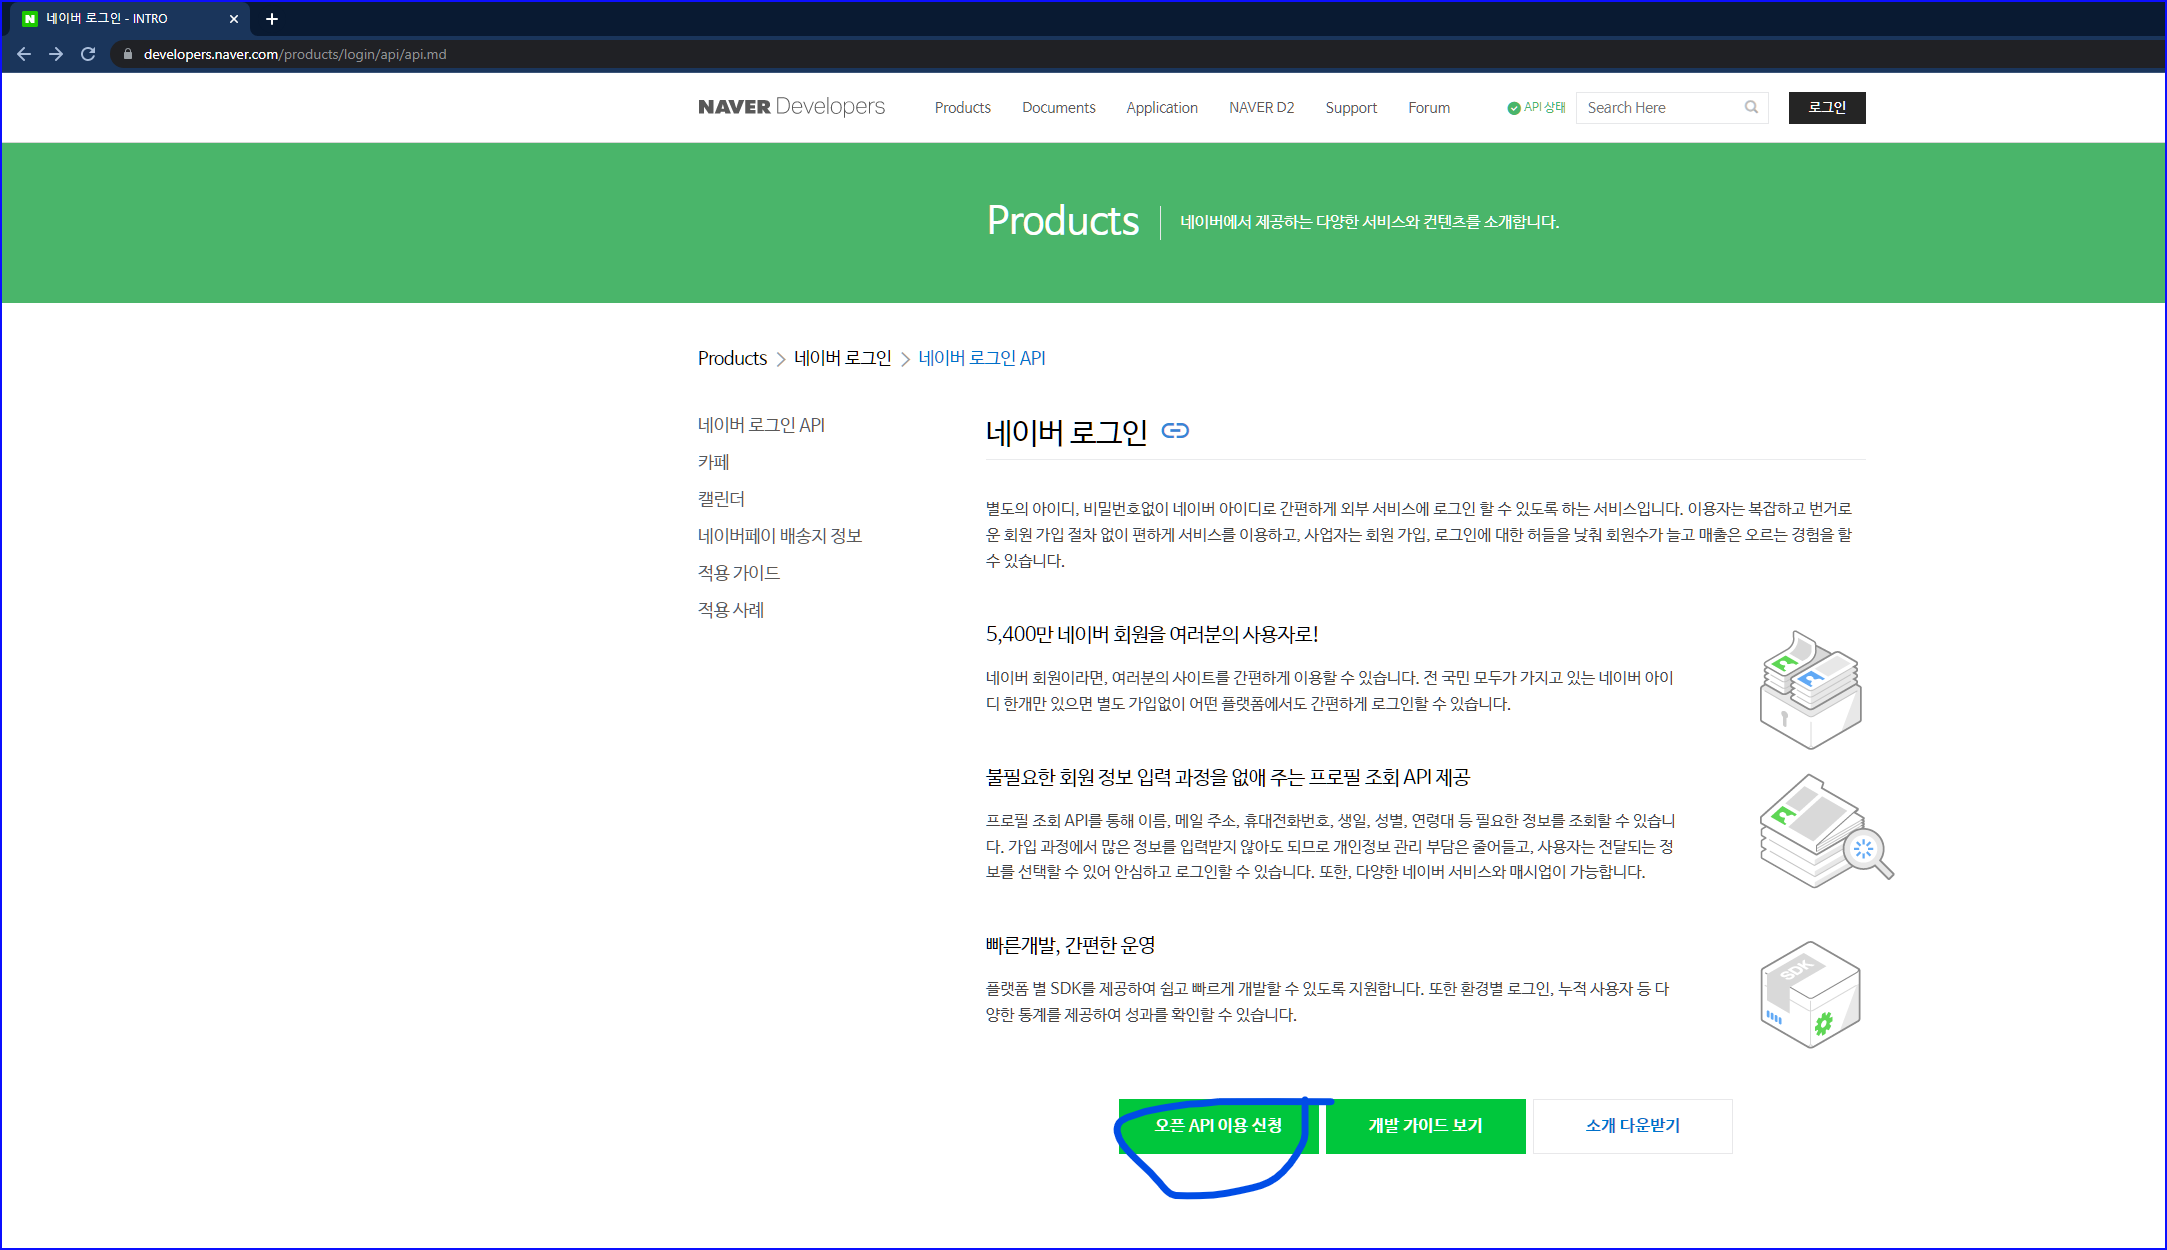 네이버 로그인 - INTRO
developers.naver.com/products/login/api/api.md
NAVER Developers Products Documents Application NAVER D2 Support Forum API 상태 Search Here 로그인
Products 네이버에서 제공하는 다양한 서비스와 컨텐츠를 소개합니다.
Products > 네이버 로그인 > 네이버 로그인 API
네이버 로그인 API
카페
캘린더
네이버페이 배송지 정보
적용 가이드
적용 사례
네이버 로그인
별도의 아이디, 비밀번호없이 네이버 아이디로 간편하게 외부 서비스에 로그인 할 수 있도록 하는 서비스입니다. 이용자는 복잡하고 번거로
운 회원 가입 절차 없이 편하게 서비스를 이용하고, 사업자는 회원 가입, 로그인에 대한 허들을 낮춰 회원수가 늘고 매출은 오르는 경험을 할
수 있습니다.
5,400만 네이버 회원을 여러분의 사용자로!
네이버 회원이라면, 여러분의 사이트를 간편하게 이용할 수 있습니다. 전 국민 모두가 가지고 있는 네이버 아이
디 한개만 있으면 별도 가입없이 어떤 플랫폼에서도 간편하게 로그인할 수 있습니다.
불필요한 회원 정보 입력 과정을 없애 주는 프로필 조회 API 제공
프로필 조회 API를 통해 이름, 메일 주소, 휴대전화번호, 생일, 성별, 연령대 등 필요한 정보를 조회할 수 있습니
다. 가입 과정에서 많은 정보를 입력받지 않아도 되므로 개인정보 관리 부담은 줄어들고, 사용자는 전달되는 정
보를 선택할 수 있어 안심하고 로그인할 수 있습니다. 또한, 다양한 네이버 서비스와 매시업이 가능합니다.
빠른개발, 간편한 운영
플랫폼 별 SDK를 제공하여 쉽고 빠르게 개발할 수 있도록 지원합니다. 또한 환경별 로그인, 누적 사용자 등 다
양한 통계를 제공하여 성과를 확인할 수 있습니다.
SDK
오픈 API 이용 신청 개발 가이드 보기 소개 다운받기